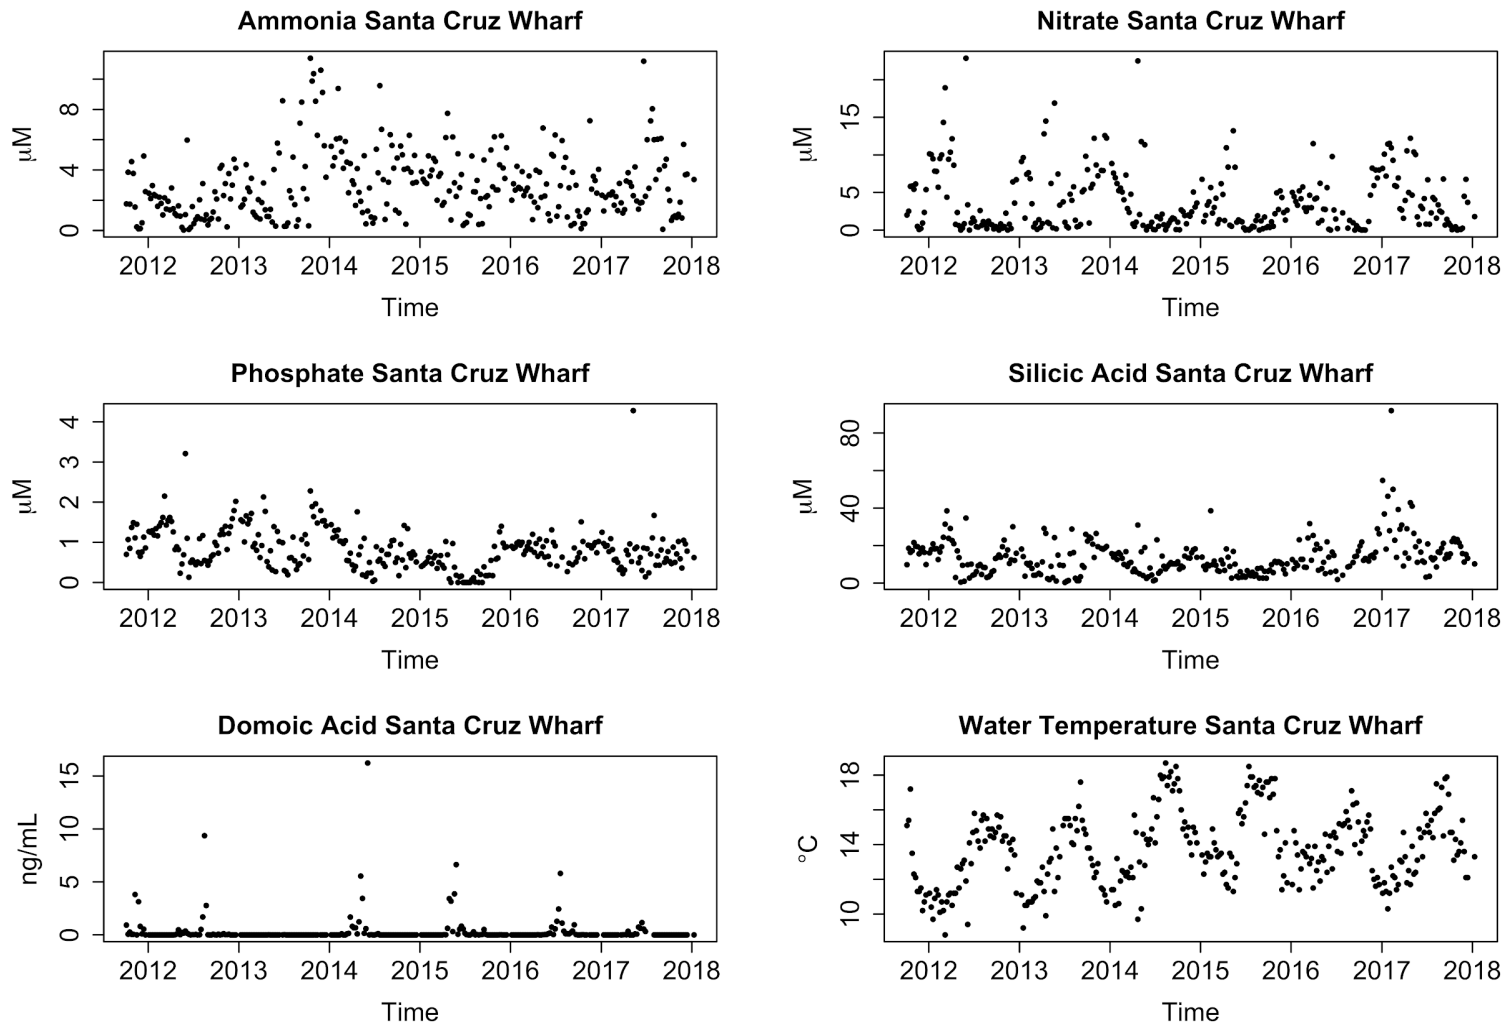 Ammonia Santa Cruz Wharf
μM
8
4
0
2012 2013 2014 2015 2016 2017 2018
Time
Nitrate Santa Cruz Wharf
μM
15
5
0
2012 2013 2014 2015 2016 2017 2018
Time
Phosphate Santa Cruz Wharf
μM
4
3
2
1
0
2012 2013 2014 2015 2016 2017 2018
Time
Silicic Acid Santa Cruz Wharf
μM
80
40
0
2012 2013 2014 2015 2016 2017 2018
Time
Domoic Acid Santa Cruz Wharf
ng/mL
15
10
5
0
2012 2013 2014 2015 2016 2017 2018
Time
Water Temperature Santa Cruz Wharf
°C
18
14
10
2012 2013 2014 2015 2016 2017 2018
Time